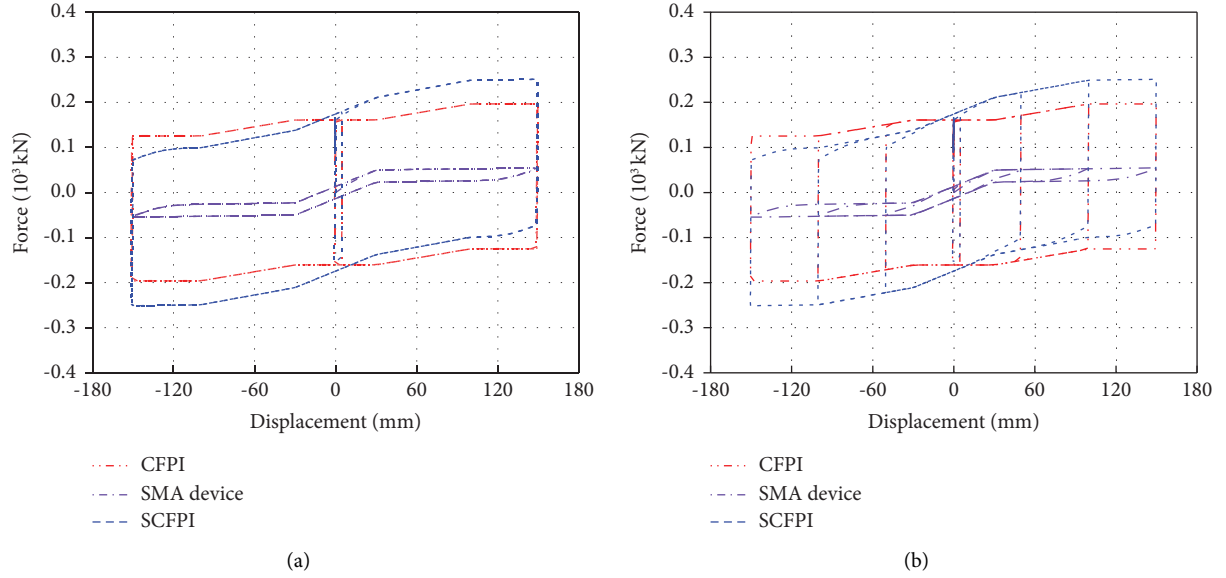 0.4
0.3
0.2
0.1
0.0
-0.1
-0.2
-0.3
-0.4
Force (10³ kN)
-180 -120 -60 0 60 120 180
Displacement (mm)
CFPI
SMA device
SCFPI
(a)
0.4
0.3
0.2
0.1
0.0
-0.1
-0.2
-0.3
-0.4
Force (10³ kN)
-180 -120 -60 0 60 120 180
Displacement (mm)
CFPI
SMA device
SCFPI
(b)